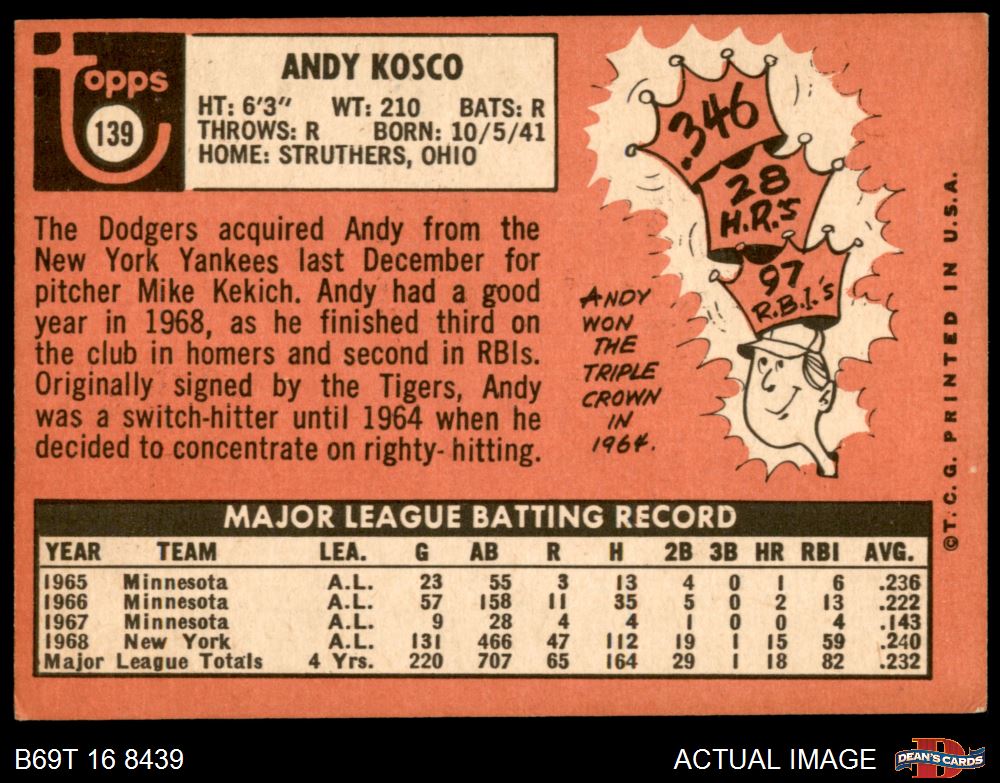 Topps
139
ANDY KOSCO
HT: 6'3" WT: 210 BATS: R
THROWS: R BORN: 10/5/41
HOME: STRUTHERS, OHIO
The Dodgers acquired Andy from the
New York Yankees last December for
pitcher Mike Kekich. Andy had a good
year in 1968, as he finished third on
the club in homers and second in RBIs.
Originally signed by the Tigers, Andy
was a switch-hitter until 1964 when he
decided to concentrate on righty-hitting.
.346
28
H.R.'S
97
R.B.I.'s
ANDY
WON
THE
TRIPLE
CROWN
IN
1964.
©T.C.G. PRINTED IN U.S.A.
MAJOR LEAGUE BATTING RECORD
YEAR TEAM LEA. G AB R H 2B 3B HR RBI AVG.
1965 Minnesota A.L. 23 55 3 13 4 0 1 6 .236
1966 Minnesota A.L. 57 158 11 35 5 0 2 13 .222
1967 Minnesota A.L. 9 28 4 4 1 0 0 4 .143
1968 New York A.L. 131 466 47 112 19 1 15 59 .240
Major League Totals 4 Yrs. 220 707 65 164 29 1 18 82 .232
B69T 16 8439
ACTUAL IMAGE
D
DEAN'S CARDS